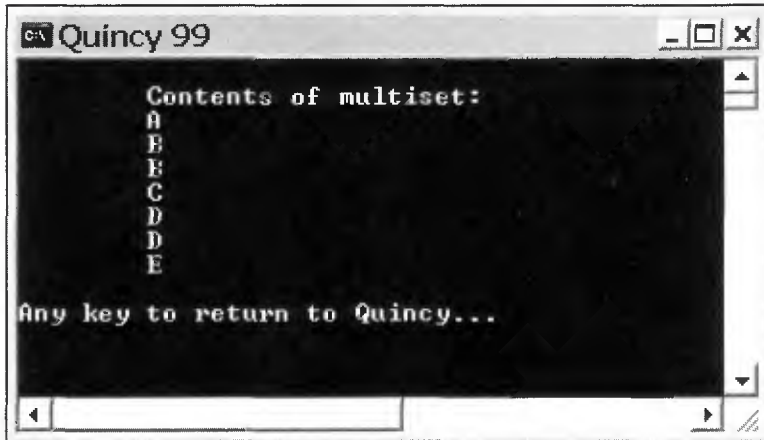 Quincy 99
Contents of multiset:
A
B
B
C
D
D
E
Any key to return to Quincy...